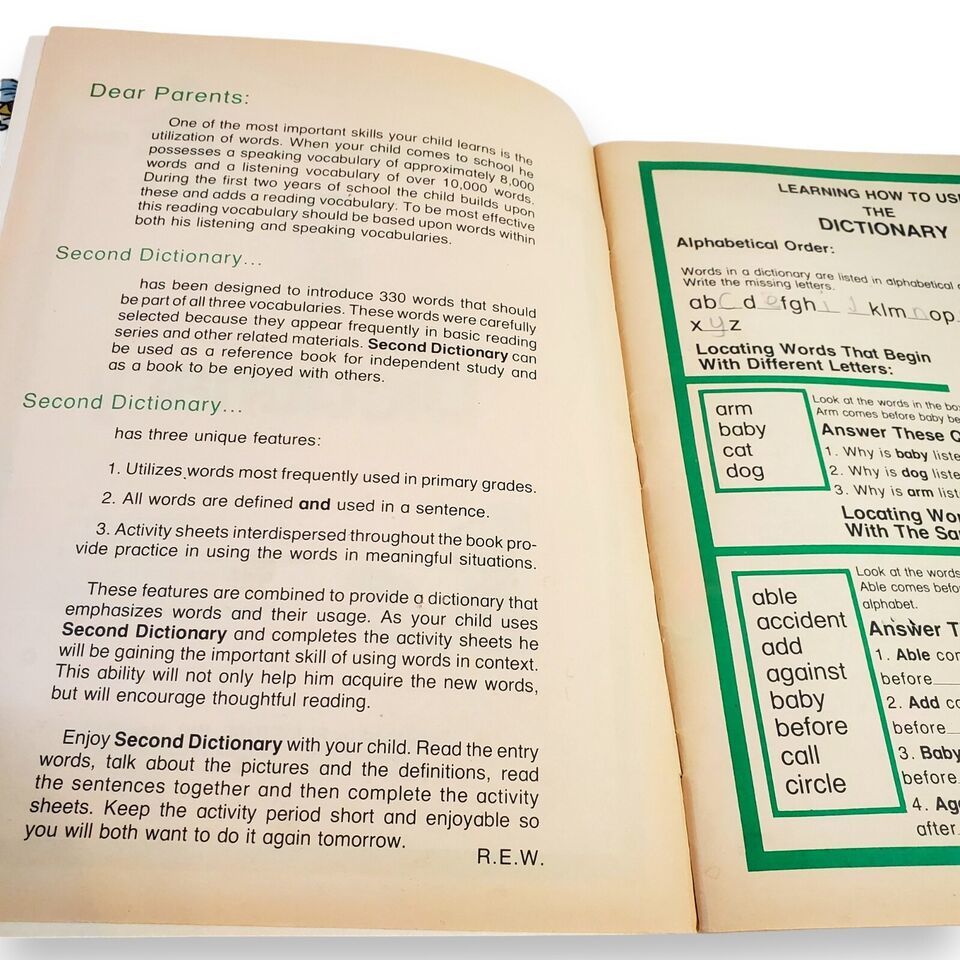 Dear Parents:
One of the most important skills your child learns is the
utilization of words. When your child comes to school he
possesses a speaking vocabulary of approximately 8,000
words and a listening vocabulary of over 10,000 words.
During the first two years of school the child builds upon
these and adds a reading vocabulary. To be most effective
this reading vocabulary should be based upon words within
both his listening and speaking vocabularies.
Second Dictionary...
has been designed to introduce 330 words that should
be part of all three vocabularies. These words were carefully
selected because they appear frequently in basic reading
series and other related materials. Second Dictionary can
be used as a reference book for independent study and
as a book to be enjoyed with others.
Second Dictionary...
has three unique features:
1. Utilizes words most frequently used in primary grades.
2. All words are defined and used in a sentence.
3. Activity sheets interdispersed throughout the book pro-
vide practice in using the words in meaningful situations.
These features are combined to provide a dictionary that
emphasizes words and their usage. As your child uses
Second Dictionary and completes the activity sheets he
will be gaining the important skill of using words in context.
This ability will not only help him acquire the new words,
but will encourage thoughtful reading.
Enjoy Second Dictionary with your child. Read the entry
words, talk about the pictures and the definitions, read
the sentences together and then complete the activity
sheets. Keep the activity period short and enjoyable so
you will both want to do it again tomorrow.
R.E.W.
LEARNING HOW TO USE
THE
DICTIONARY
Alphabetical Order:
Words in a dictionary are listed in alphabetical
Write the missing letters.
ab c d e fgh i j klm n op
x y z
Locating Words That Begin
With Different Letters:
arm
baby
cat
dog
Look at the words in the box
Arm comes before baby be
Answer These Q
1. Why is baby liste
2. Why is dog liste
3. Why is arm list
Locating Wor
With The Sa
able
accident
add
against
baby
before
call
circle
Look at the words
Able comes befo
alphabet.
Answer T
1. Able con
before
2. Add co
before
3. Baby
before
4. Aga
after